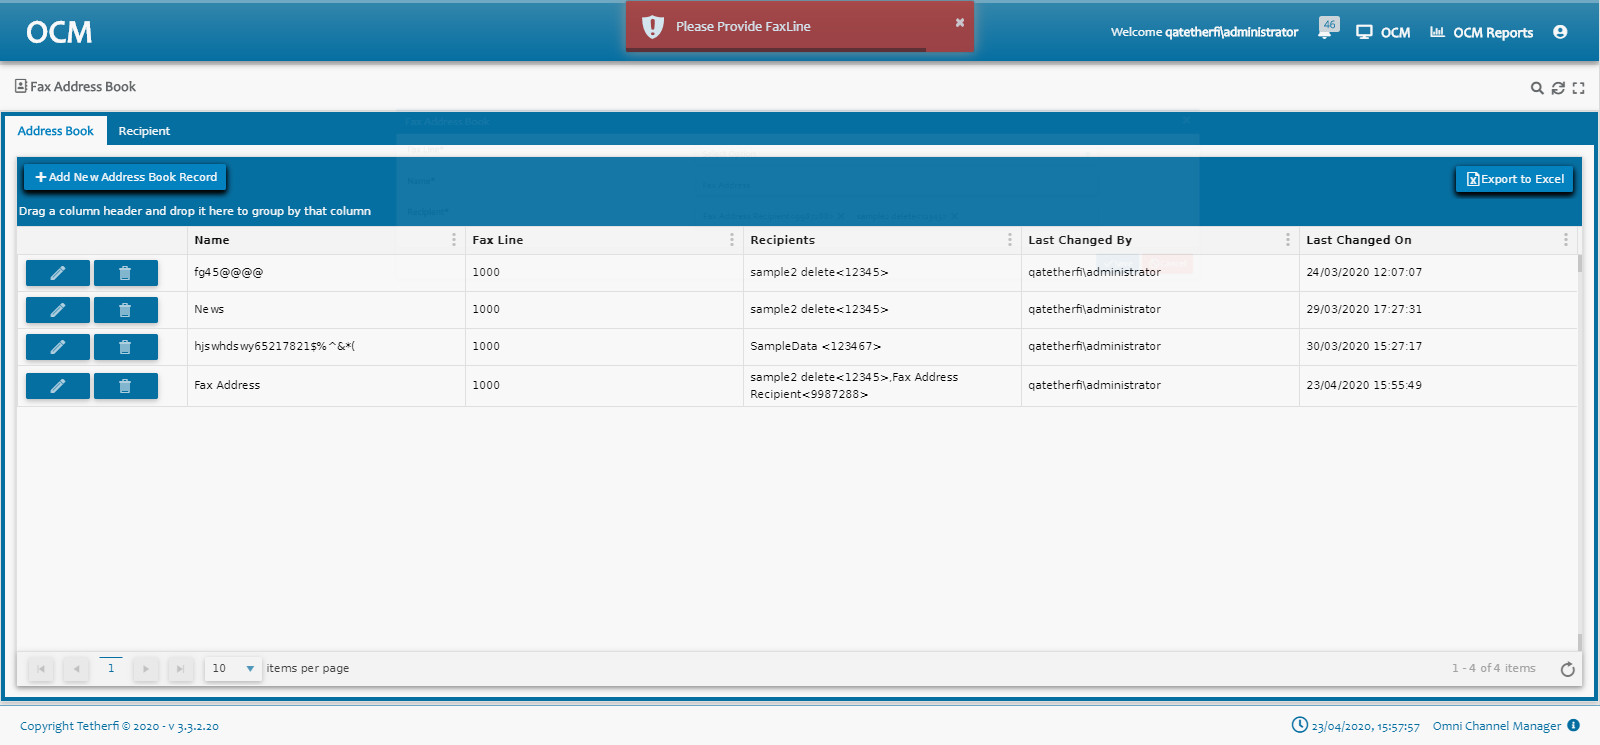 OCM
Please Provide FaxLine
Welcome qatetherfi\administrator
46
OCM
OCM Reports
Fax Address Book
Address Book
Recipient
Fax Address Book
Name*
Recipient*
Add New Address Book Record
Export to Excel
Drag a column header and drop it here to group by that column
Name Fax Line Recipients Last Changed By Last Changed On
fg45@@@@ 1000 sample2 delete<12345> qatetherfi\administrator 24/03/2020 12:07:07
News 1000 sample2 delete<12345> qatetherfi\administrator 29/03/2020 17:27:31
hjswhdswy65217821$%^&*( 1000 SampleData <123467> qatetherfi\administrator 30/03/2020 15:27:17
Fax Address 1000 sample2 delete<12345>,Fax Address Recipient<9987288> qatetherfi\administrator 23/04/2020 15:55:49
1 10 items per page 1 - 4 of 4 items
Copyright Tetherfi © 2020 - v 3.3.2.20
23/04/2020, 15:57:57 Omni Channel Manager